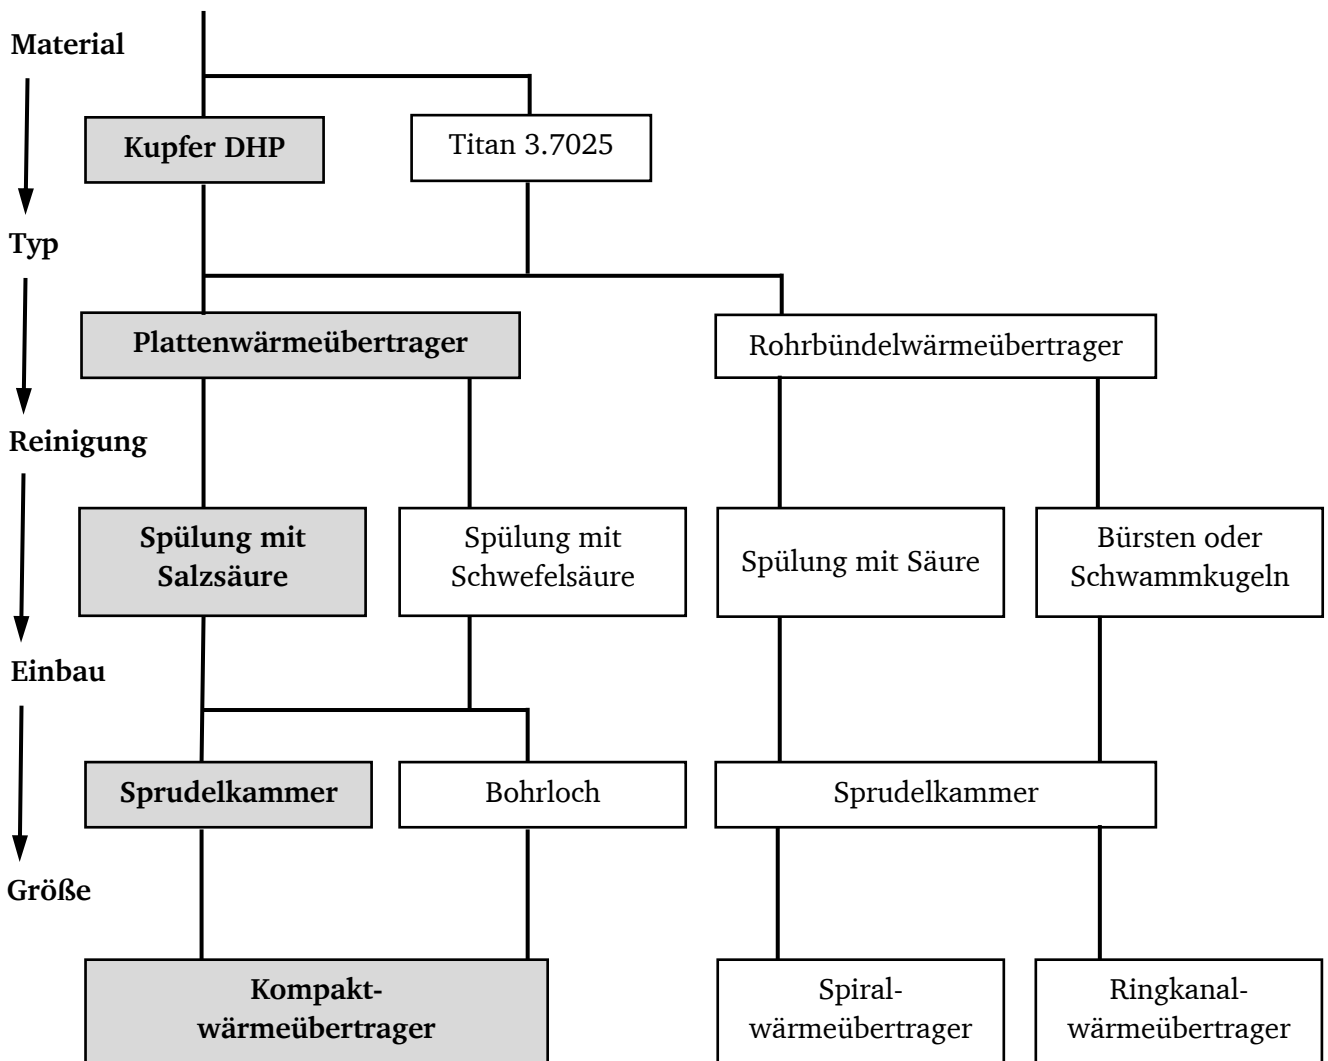 Material
Kupfer DHP
Titan 3.7025
Typ
Plattenwärmeübertrager
Rohrbündelwärmeübertrager
Reinigung
Spülung mit
Salzsäure
Spülung mit
Schwefelsäure
Spülung mit Säure
Bürsten oder
Schwammkugeln
Einbau
Sprudelkammer
Bohrloch
Sprudelkammer
Größe
Kompakt-
wärmeübertrager
Spiral-
wärmeübertrager
Ringkanal-
wärmeübertrager